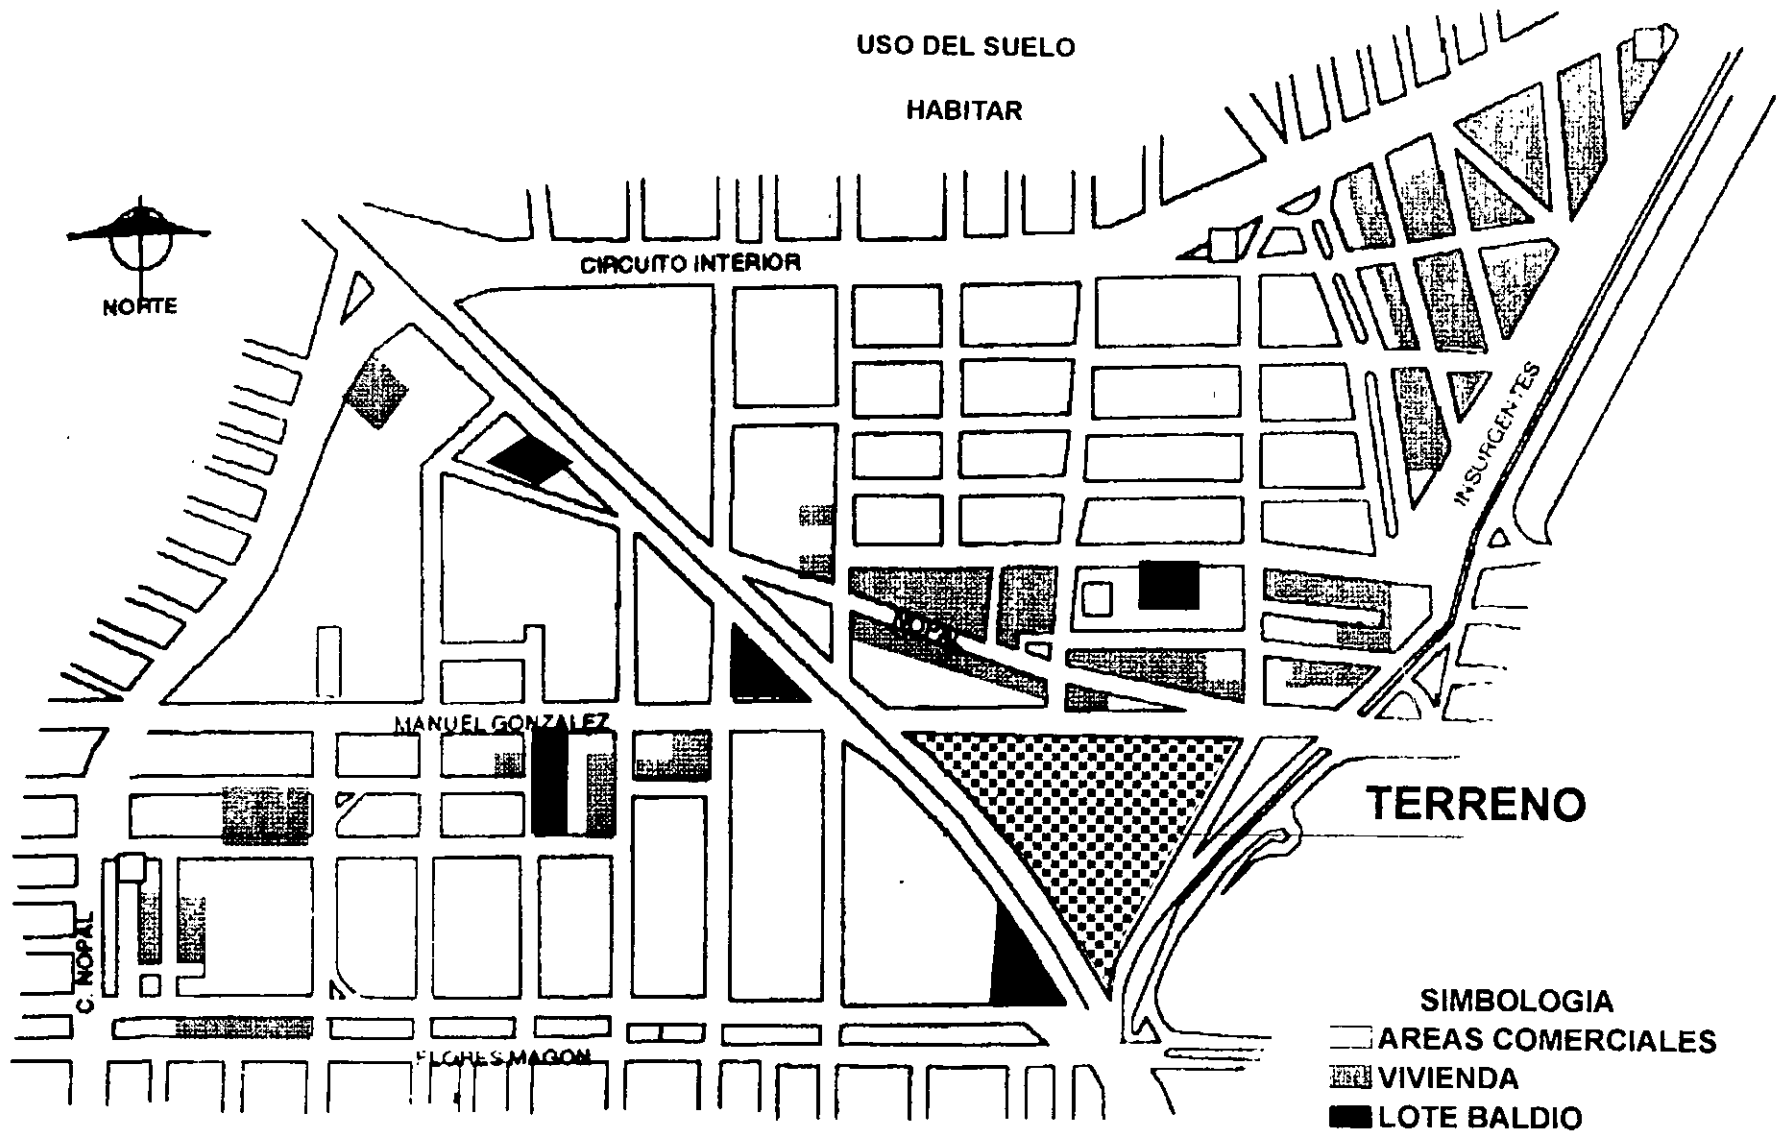 USO DEL SUELO
HABITAR
NORTE
CIRCUITO INTERIOR
INSURGENTES
MANUEL GONZALEZ
TERRENO
C. NOPAL
FLORES MAGON
SIMBOLOGIA
AREAS COMERCIALES
VIVIENDA
LOTE BALDIO